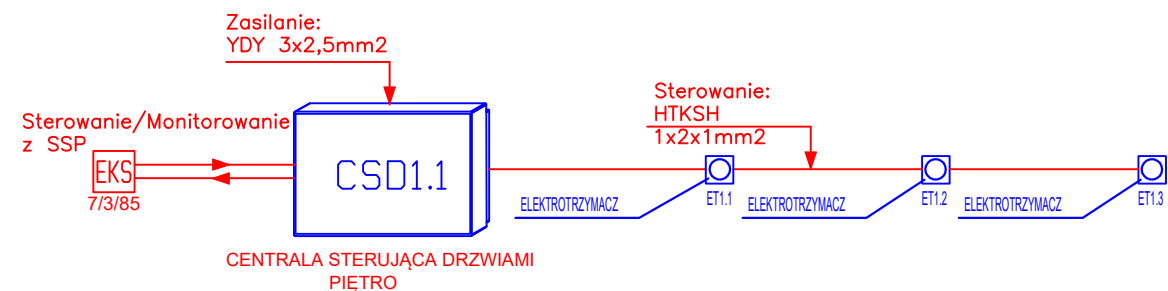 Zasilanie:
YDY 3x2,5mm2
Sterowanie/Monitorowanie
z SSP
EKS
7/3/85
CSD1.1
CENTRALA STERUJĄCA DRZWIAMI
PIĘTRO
Sterowanie:
HTKSH
1x2x1mm2
ELEKTROTRZYMACZ
ET1.1
ELEKTROTRZYMACZ
ET1.2
ELEKTROTRZYMACZ
ET1.3